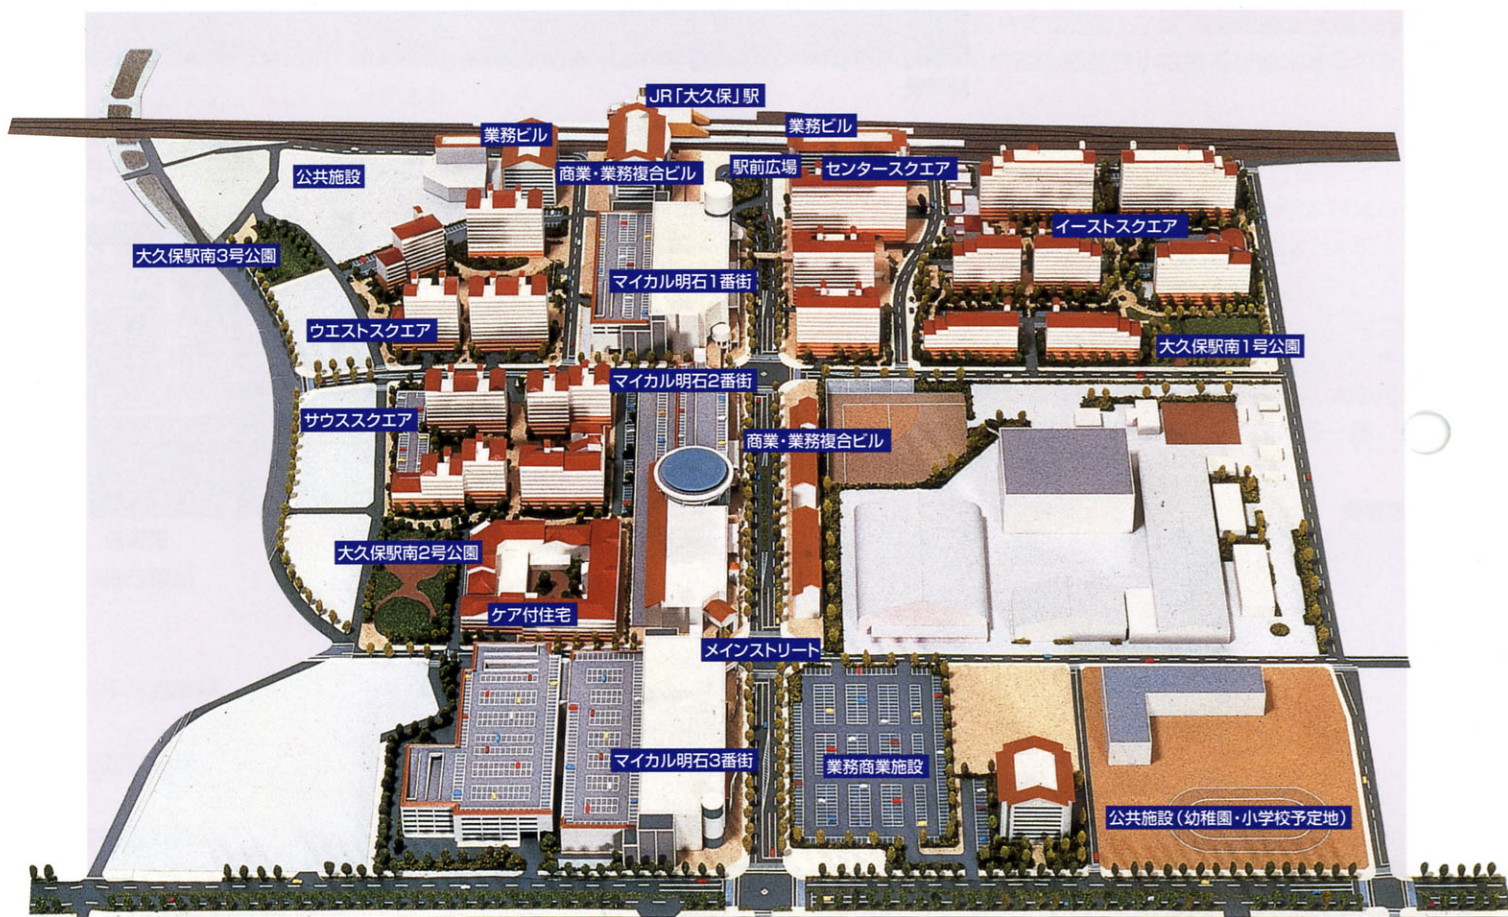 JR「大久保」駅
業務ビル
業務ビル
商業・業務複合ビル
駅前広場
センタースクエア
公共施設
イーストスクエア
大久保駅南3号公園
マイカル明石1番街
ウエストスクエア
大久保駅南1号公園
マイカル明石2番街
サウススクエア
商業・業務複合ビル
大久保駅南2号公園
ケア付住宅
メインストリート
マイカル明石3番街
業務商業施設
公共施設(幼稚園・小学校予定地)